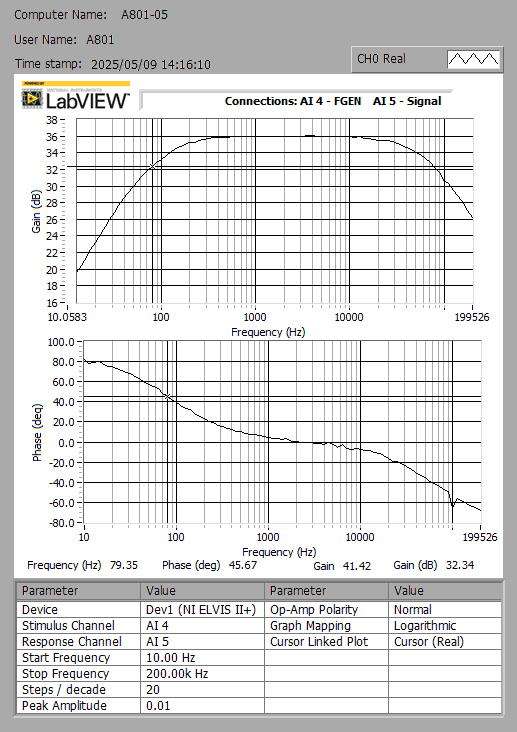 Computer Name: A801-05
User Name: A801
Time stamp: 2025/05/09 14:16:10
CH0 Real
POWERED BY
NATIONAL INSTRUMENTS
LabVIEW™
Connections: AI 4 - FGEN AI 5 - Signal
Gain (dB)
38
36
34
32
30
28
26
24
22
20
18
16
10.0583 100 1000 10000 199526
Frequency (Hz)
Phase (deg)
100.0
80.0
60.0
40.0
20.0
0.0
-20.0
-40.0
-60.0
-80.0
10 100 1000 10000 199526
Frequency (Hz)
Frequency (Hz) 79.35 Phase (deg) 45.67 Gain 41.42 Gain (dB) 32.34
Parameter Value Parameter Value
Device Dev1 (NI ELVIS II+) Op-Amp Polarity Normal
Stimulus Channel AI 4 Graph Mapping Logarithmic
Response Channel AI 5 Cursor Linked Plot Cursor (Real)
Start Frequency 10.00 Hz
Stop Frequency 200.00k Hz
Steps / decade 20
Peak Amplitude 0.01